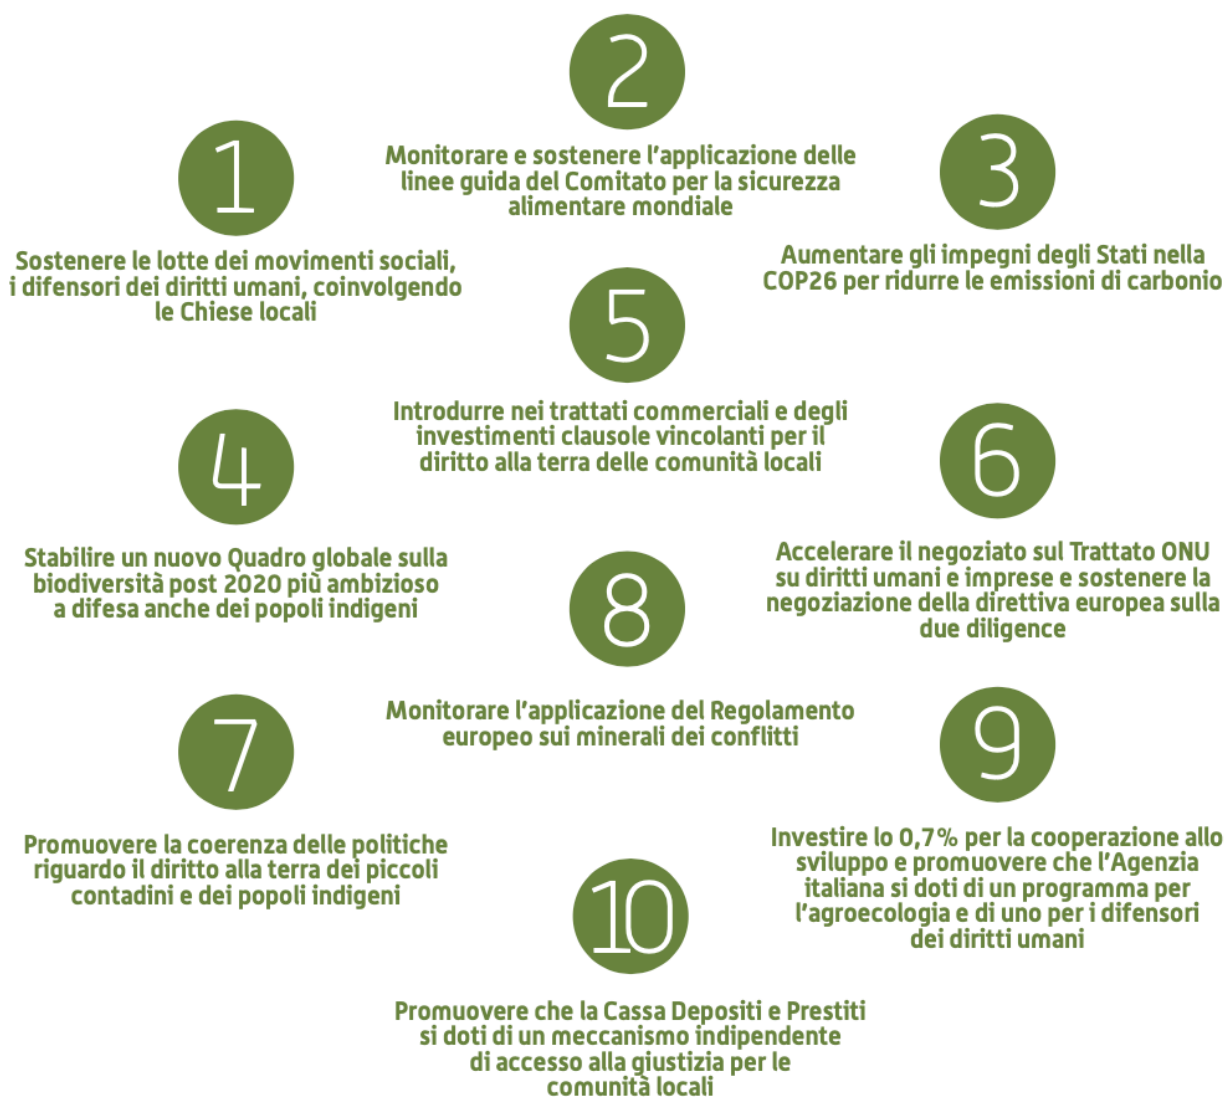 1
Sostenere le lotte dei movimenti sociali,
i difensori dei diritti umani, coinvolgendo
le Chiese locali
2
Monitorare e sostenere l’applicazione delle
linee guida del Comitato per la sicurezza
alimentare mondiale
3
Aumentare gli impegni degli Stati nella
COP26 per ridurre le emissioni di carbonio
4
Stabilire un nuovo Quadro globale sulla
biodiversità post 2020 più ambizioso
a difesa anche dei popoli indigeni
5
Introdurre nei trattati commerciali e degli
investimenti clausole vincolanti per il
diritto alla terra delle comunità locali
6
Accelerare il negoziato sul Trattato ONU
su diritti umani e imprese e sostenere la
negoziazione della direttiva europea sulla
due diligence
7
Promuovere la coerenza delle politiche
riguardo il diritto alla terra dei piccoli
contadini e dei popoli indigeni
8
Monitorare l’applicazione del Regolamento
europeo sui minerali dei conflitti
9
Investire lo 0,7% per la cooperazione allo
sviluppo e promuovere che l’Agenzia
italiana si doti di un programma per
l’agroecologia e di uno per i difensori
dei diritti umani
10
Promuovere che la Cassa Depositi e Prestiti
si doti di un meccanismo indipendente
di accesso alla giustizia per le
comunità locali